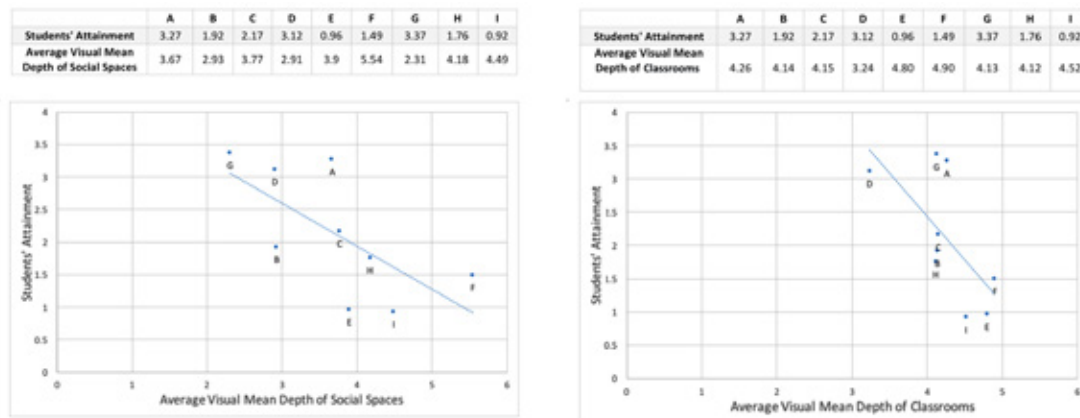 A B C D E F G H I
Students' Attainment 3.27 1.92 2.17 3.12 0.96 1.49 3.37 1.76 0.92
Average Visual Mean
Depth of Social Spaces 3.67 2.93 3.77 2.91 3.9 5.54 2.31 4.18 4.49
4
3.5
3
2.5
2
1.5
1
0.5
0
Students' Attainment
G
D
A
C
B
H
F
E
I
0 1 2 3 4 5 6
Average Visual Mean Depth of Social Spaces
A B C D E F G H I
Students' Attainment 3.27 1.92 2.17 3.12 0.96 1.49 3.37 1.76 0.92
Average Visual Mean
Depth of Classrooms 4.26 4.14 4.15 3.24 4.80 4.90 4.13 4.12 4.52
4
3.5
3
1.5
2
1.5
1
0.5
0
Students' Attainment
G
A
D
C
B
H
F
I
E
0 1 2 3 4 5 6
Average Visual Mean Depth of Classrooms